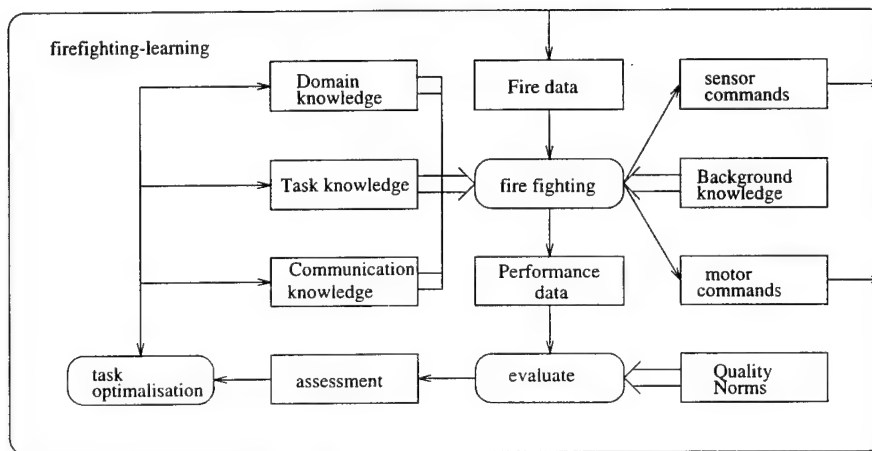 firefighting-learning
Domain
knowledge
Fire data
sensor
commands
Task knowledge
fire fighting
Background
knowledge
Communication
knowledge
Performance
data
motor
commands
task
optimalisation
assessment
evaluate
Quality
Norms